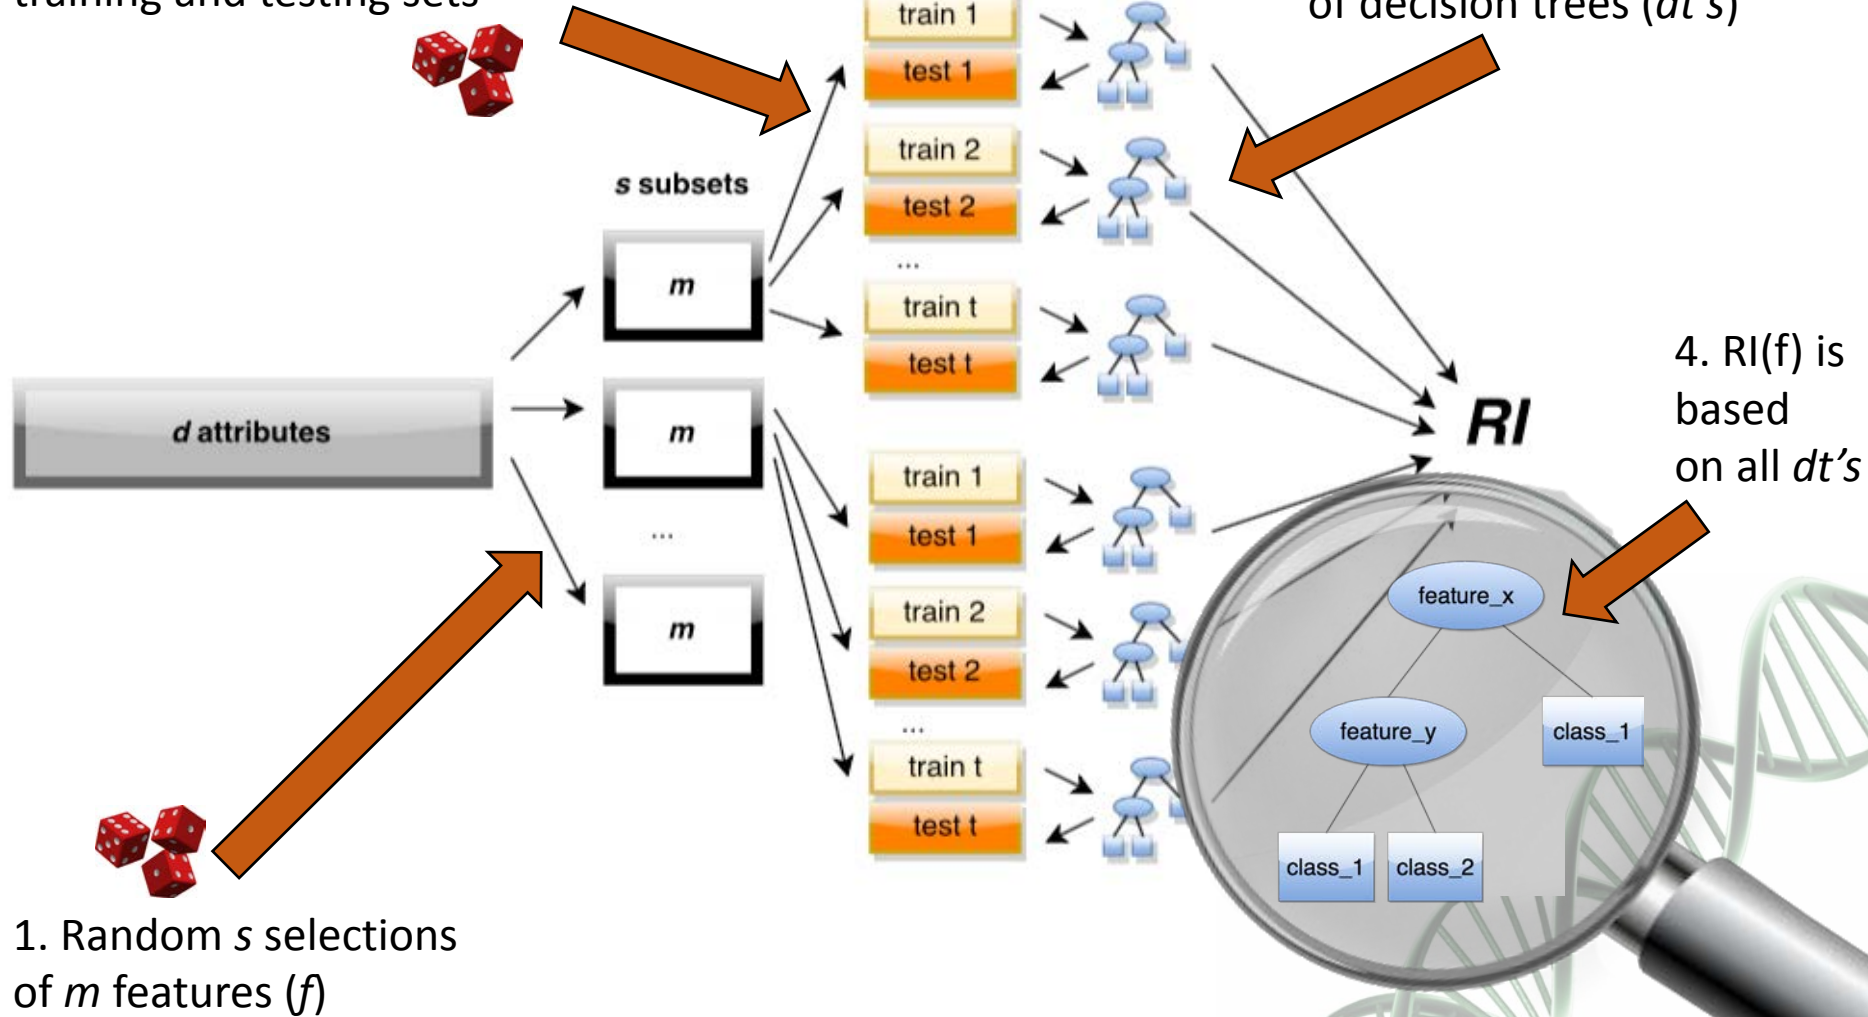 training and testing sets
of decision trees (dt's)
train 1
test 1
train 2
test 2
...
train t
test t
s subsets
m
d attributes
m
...
m
train 1
test 1
train 2
test 2
...
train t
test t
RI
4. RI(f) is
based
on all dt’s
feature_x
feature_y
class_1
class_1
class_2
1. Random s selections
of m features (f)